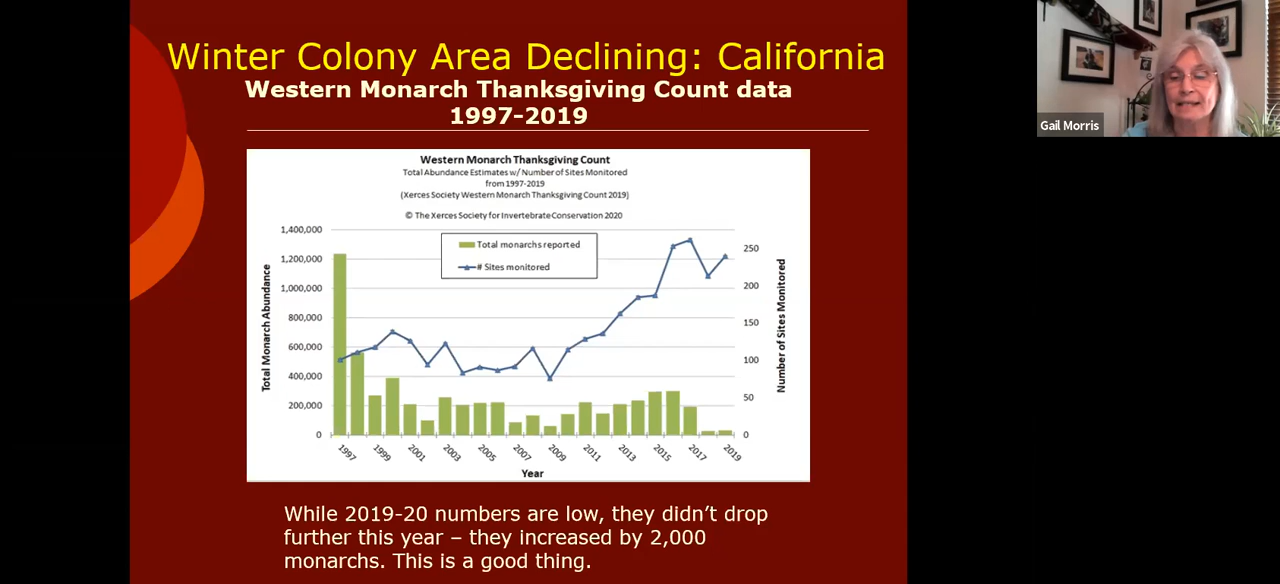 Winter Colony Area Declining: California
Western Monarch Thanksgiving Count data
1997-2019
Gail Morris
Western Monarch Thanksgiving Count
Total Abundance Estimates w/ Number of Sites Monitored
from 1997-2019
(Xerces Society Western Monarch Thanksgiving Count 2019)
© The Xerces Society for Invertebrate Conservation 2020
Total monarchs reported
# Sites monitored
Total Monarch Abundance
1,400,000
1,200,000
1,000,000
800,000
600,000
400,000
200,000
0
250
200
150
100
50
0
Number of Sites Monitored
1997
1999
2001
2003
2005
2007
2009
2011
2013
2015
2017
2019
Year
While 2019-20 numbers are low, they didn’t drop
further this year – they increased by 2,000
monarchs. This is a good thing.